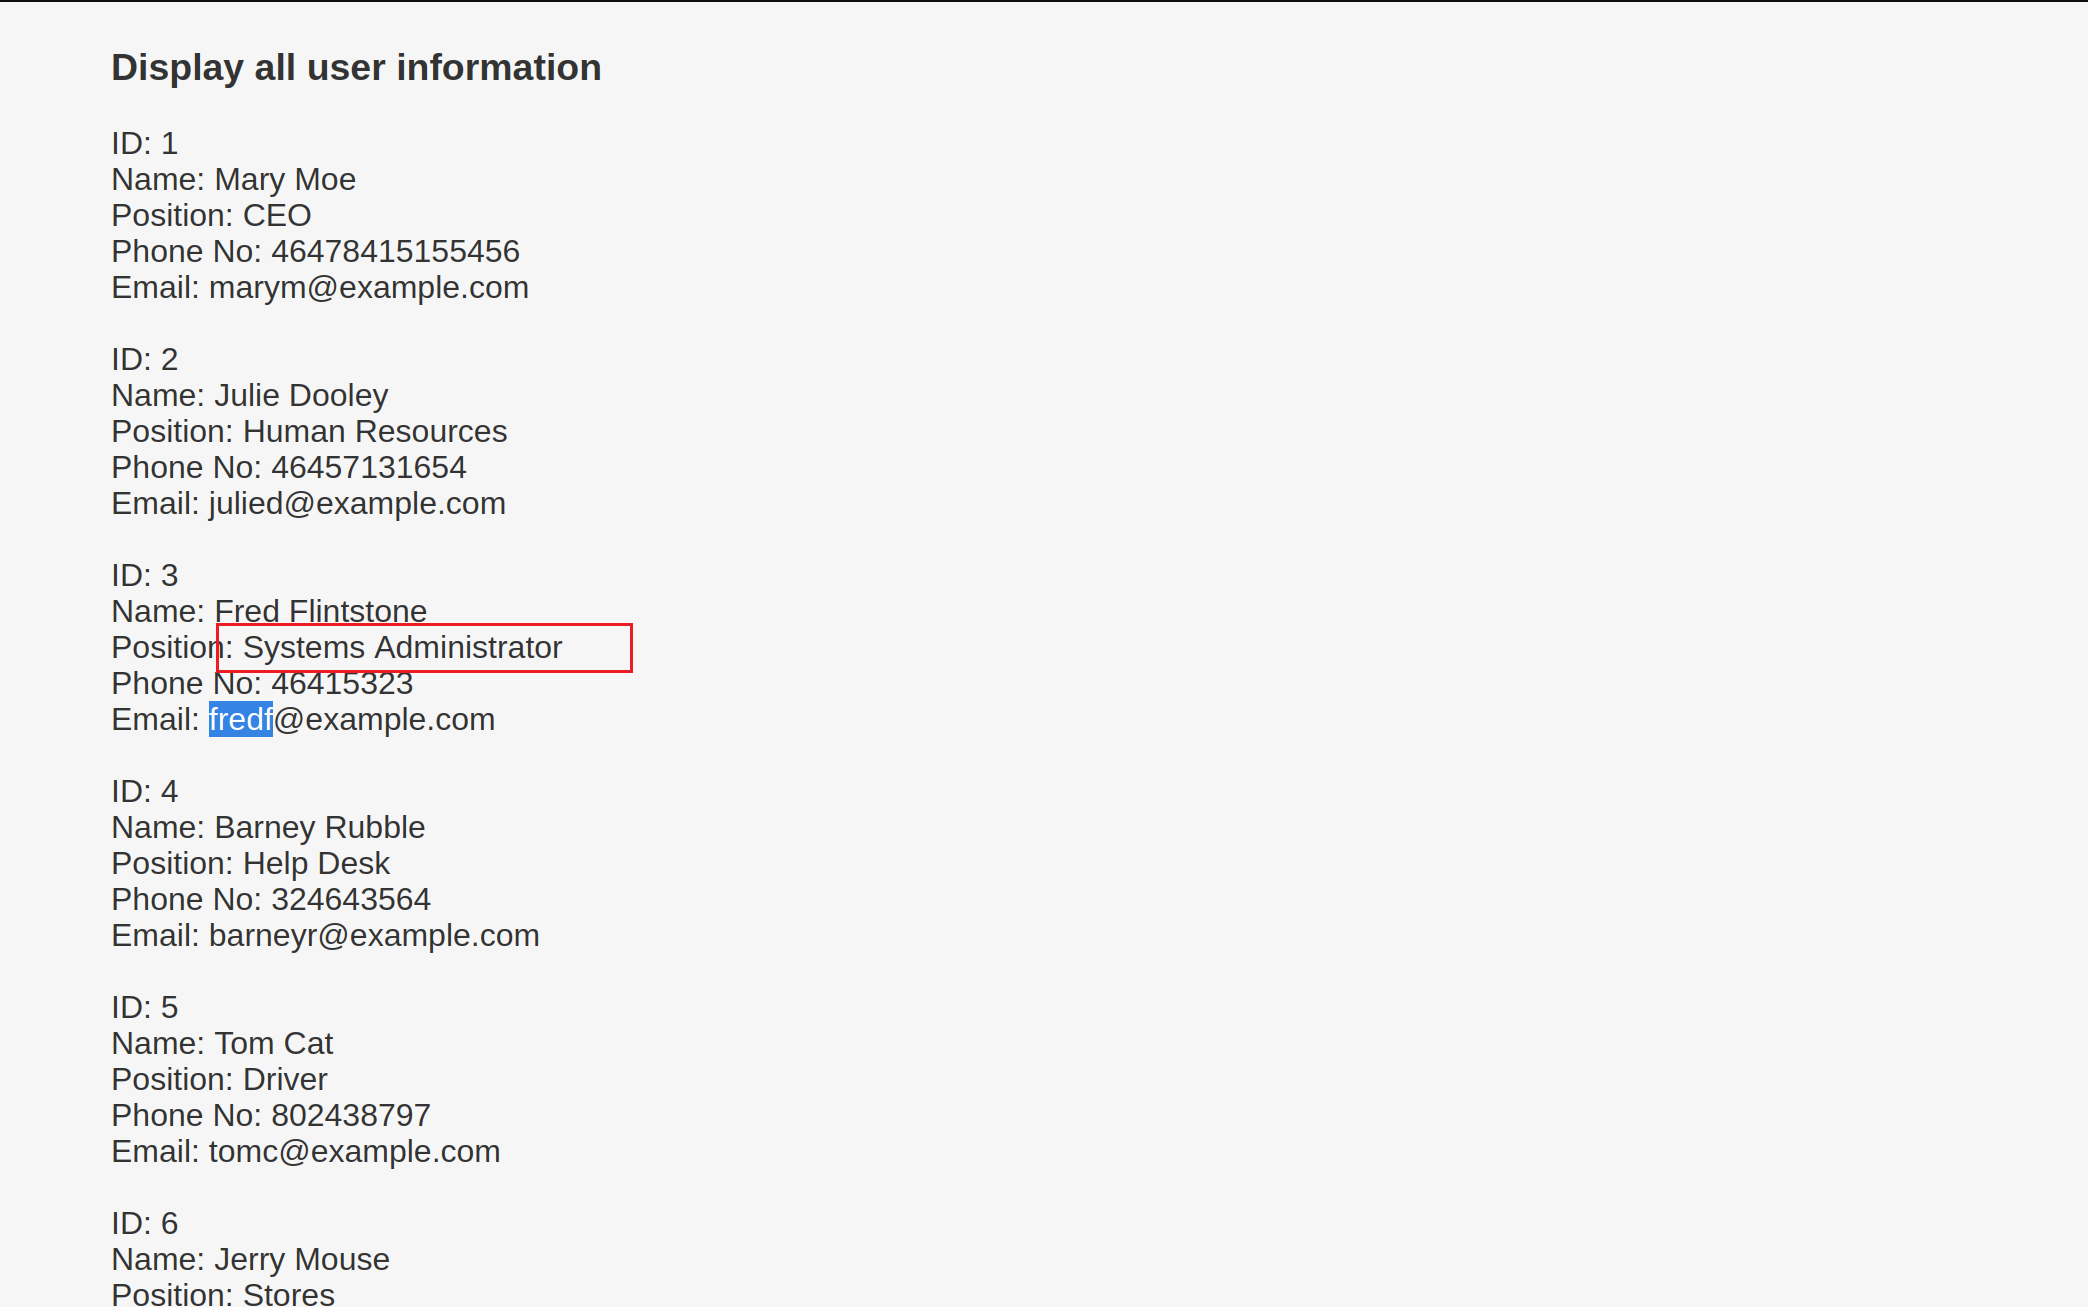 Display all user information
ID: 1
Name: Mary Moe
Position: CEO
Phone No: 46478415155456
Email: marym@example.com
ID: 2
Name: Julie Dooley
Position: Human Resources
Phone No: 46457131654
Email: julied@example.com
ID: 3
Name: Fred Flintstone
Position: Systems Administrator
Phone No: 46415323
Email: fredf@example.com
ID: 4
Name: Barney Rubble
Position: Help Desk
Phone No: 324643564
Email: barneyr@example.com
ID: 5
Name: Tom Cat
Position: Driver
Phone No: 802438797
Email: tomc@example.com
ID: 6
Name: Jerry Mouse
Position: Stores